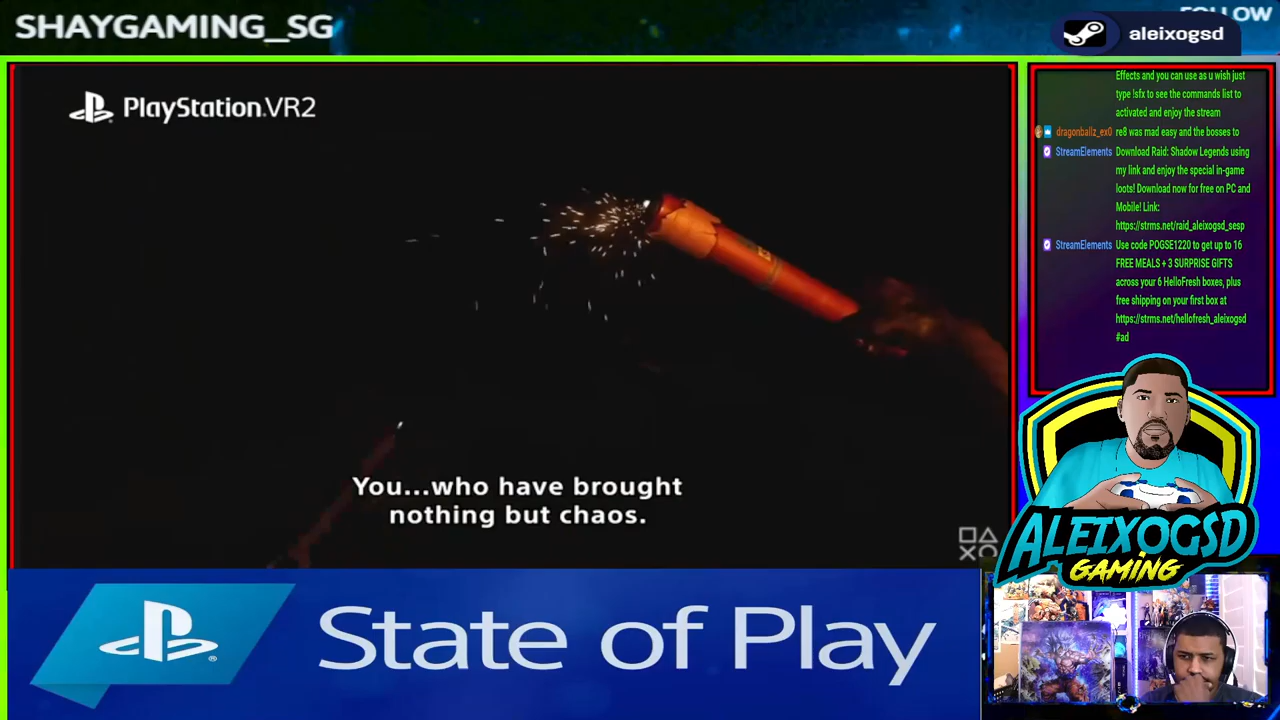 SHAYGAMING_SG
FOLLOW
aleixogsd
PlayStation.VR2
You...who have brought
nothing but chaos.
State of Play
Effects and you can use as u wish just
type !sfx to see the commands list to
activated and enjoy the stream
dragonballz_ex0 re8 was mad easy and the bosses to
StreamElements Download Raid: Shadow Legends using
my link and enjoy the special in-game
loots! Download now for free on PC and
Mobile! Link:
https://strms.net/raid_aleixogsd_sesp
StreamElements Use code POGSE1220 to get up to 16
FREE MEALS + 3 SURPRISE GIFTS
across your 6 HelloFresh boxes, plus
free shipping on your first box at
https://strms.net/hellofresh_aleixogsd
#ad
ALEIXOGSD
GAMING